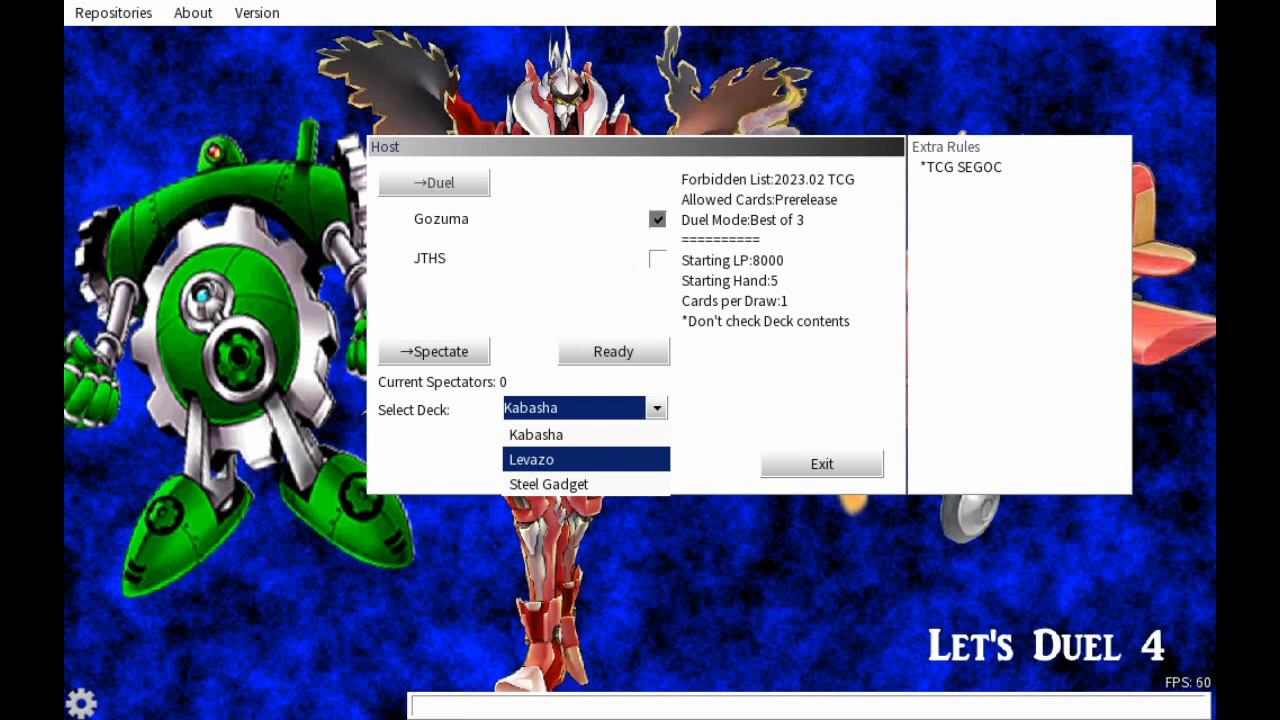 Repositories About Version
Host
→Duel
Gozuma
JTHS
→Spectate
Ready
Current Spectators: 0
Select Deck:
Kabasha
Kabasha
Levazo
Steel Gadget
Forbidden List:2023.02 TCG
Allowed Cards:Prerelease
Duel Mode:Best of 3
==========
Starting LP:8000
Starting Hand:5
Cards per Draw:1
*Don't check Deck contents
Exit
Extra Rules
*TCG SEGOC
LET'S DUEL 4
FPS: 60